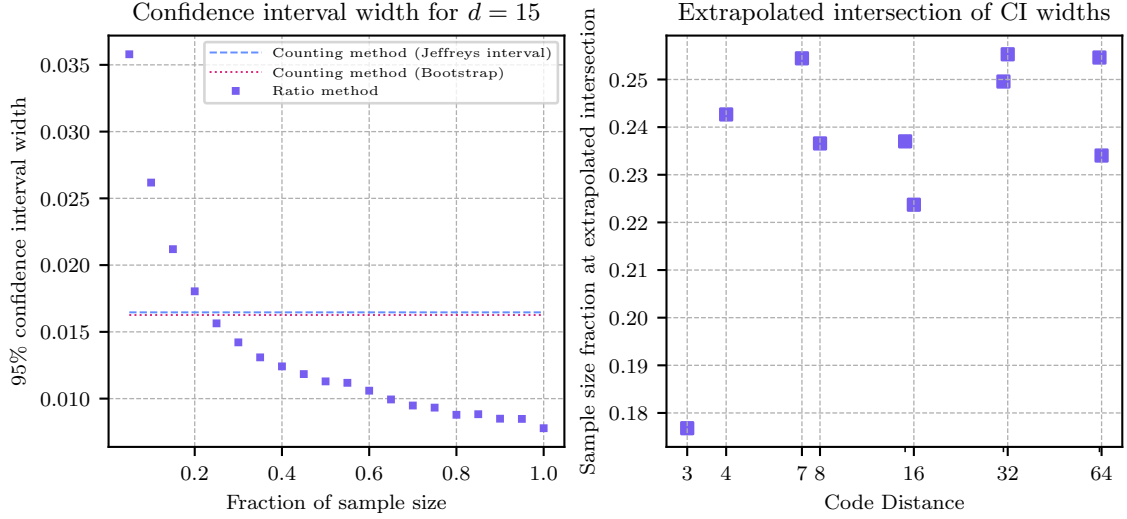 Confidence interval width for d = 15
95% confidence interval width
0.035
0.030
0.025
0.020
0.015
0.010
Counting method (Jeffreys interval)
Counting method (Bootstrap)
Ratio method
0.2 0.4 0.6 0.8 1.0
Fraction of sample size
Extrapolated intersection of CI widths
Sample size fraction at extrapolated intersection
0.25
0.24
0.23
0.22
0.21
0.20
0.19
0.18
3 4 7 8 16 32 64
Code Distance